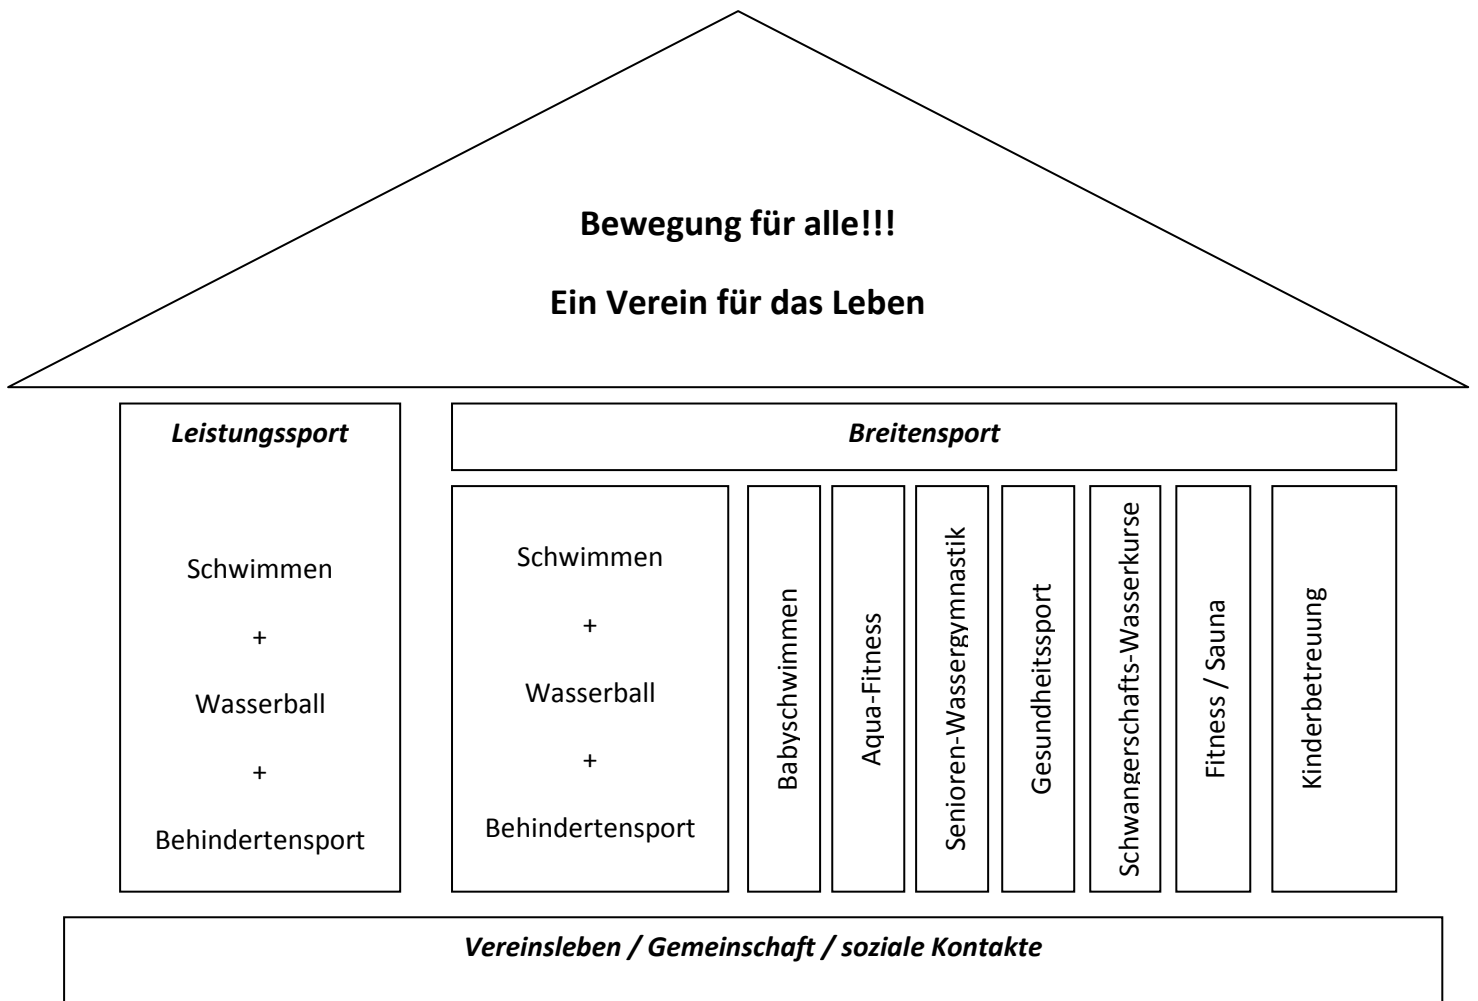 Bewegung für alle!!!
Ein Verein für das Leben
Leistungssport
Schwimmen
+
Wasserball
+
Behindertensport
Breitensport
Schwimmen
+
Wasserball
+
Behindertensport
Babyschwimmen
Aqua-Fitness
Senioren-Wassergymnastik
Gesundheitssport
Schwangerschafts-Wasserkurse
Fitness / Sauna
Kinderbetreuung
Vereinsleben / Gemeinschaft / soziale Kontakte